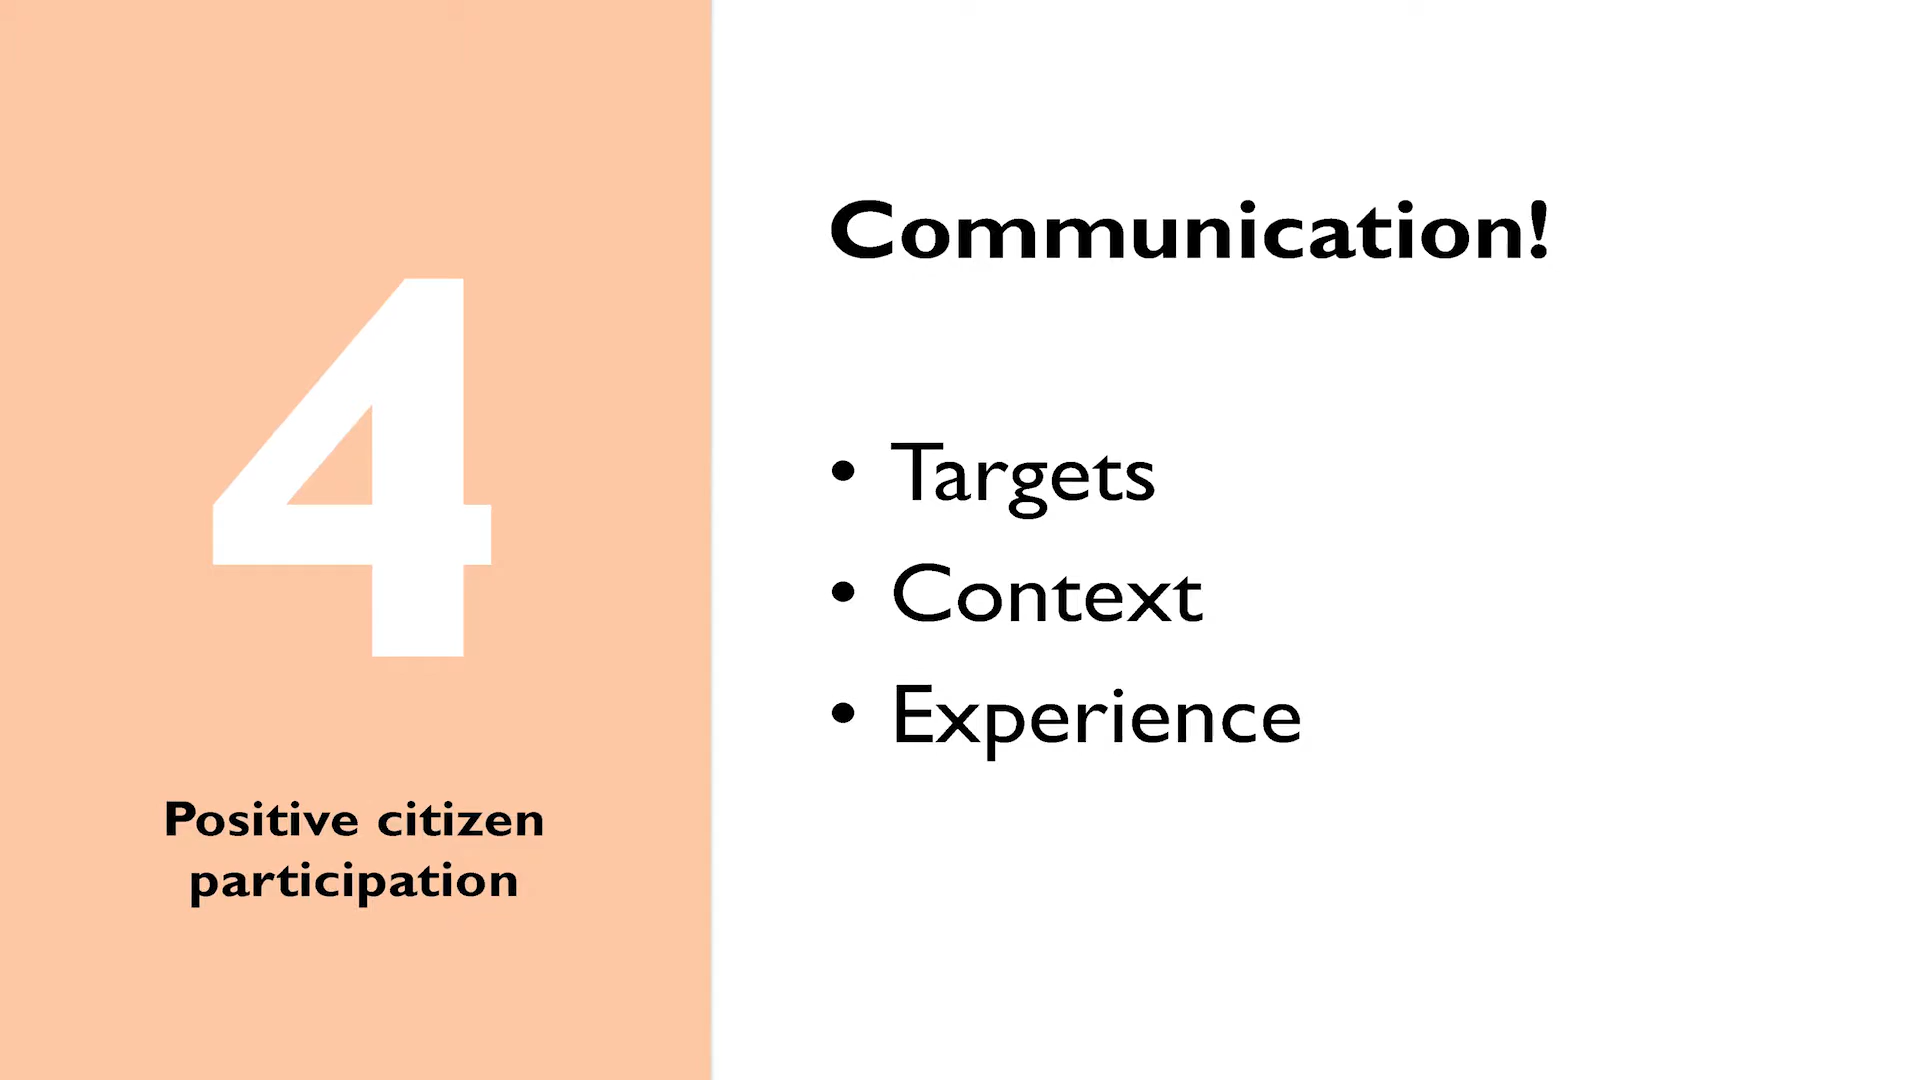 4
Positive citizen
participation
Communication!
• Targets
• Context
• Experience